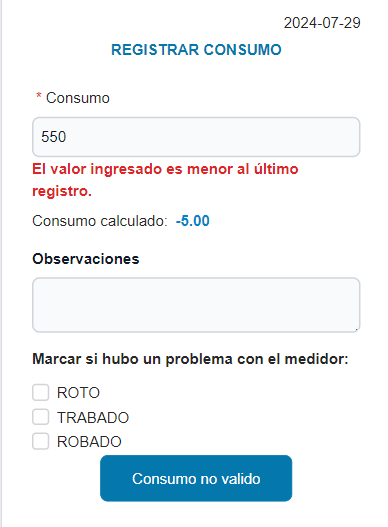 2024-07-29
REGISTRAR CONSUMO
* Consumo
550
El valor ingresado es menor al último
registro.
Consumo calculado: -5.00
Observaciones
Marcar si hubo un problema con el medidor:
ROTO
TRABADO
ROBADO
Consumo no valido